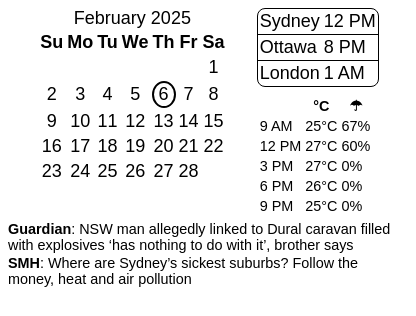 February 2025
Su Mo Tu We Th Fr Sa
1
2 3 4 5 6 7 8
9 10 11 12 13 14 15
16 17 18 19 20 21 22
23 24 25 26 27 28
Sydney 12 PM
Ottawa 8 PM
London 1 AM
°C ☂
9 AM 25°C 67%
12 PM 27°C 60%
3 PM 27°C 0%
6 PM 26°C 0%
9 PM 25°C 0%
Guardian: NSW man allegedly linked to Dural caravan filled
with explosives ‘has nothing to do with it’, brother says
SMH: Where are Sydney’s sickest suburbs? Follow the
money, heat and air pollution